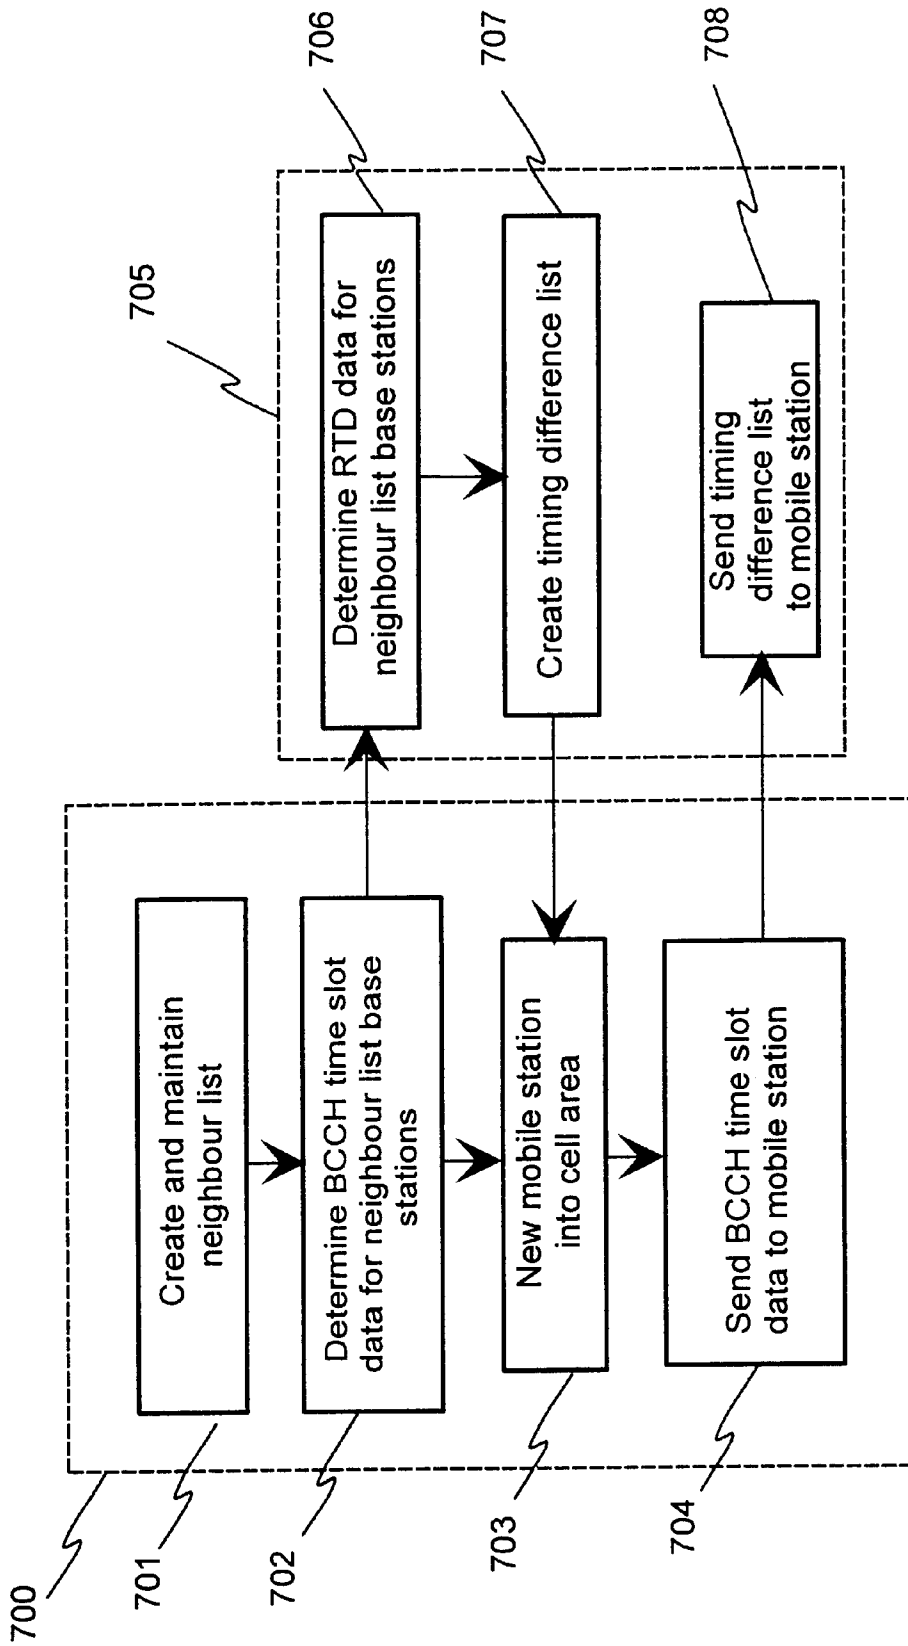 700
701
Create and maintain
neighbour list
702
Determine BCCH time slot
data for neighbour list base
stations
703
New mobile station
into cell area
704
Send BCCH time slot
data to mobile station
705
706
Determine RTD data for
neighbour list base stations
707
Create timing difference list
708
Send timing
difference list
to mobile station